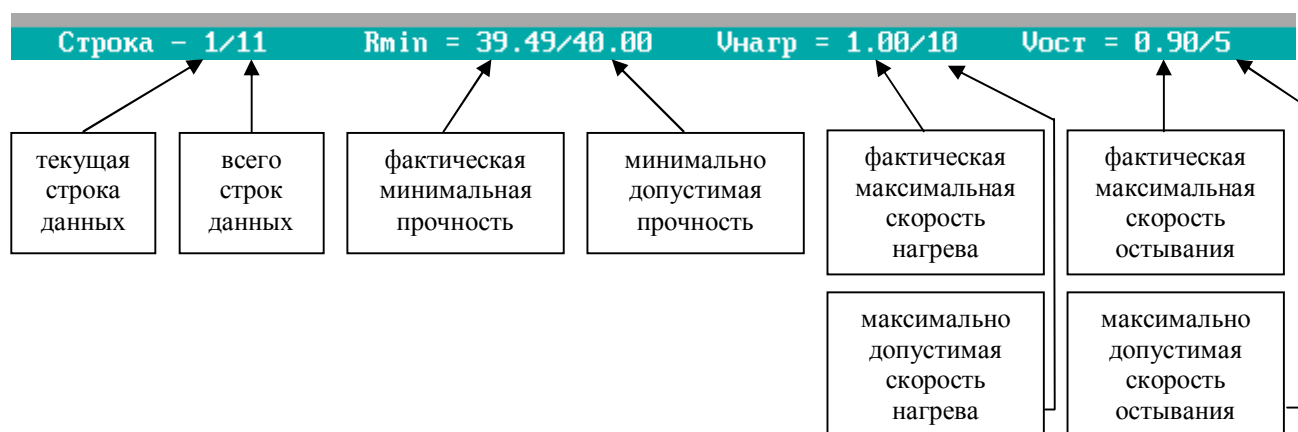 Строка - 1/11 Rmin = 39.49/40.00 Vнагр = 1.00/10 Vост = 0.90/5
текущая
строка
данных
всего
строк
данных
фактическая
минимальная
прочность
минимально
допустимая
прочность
фактическая
максимальная
скорость
нагрева
фактическая
максимальная
скорость
остывания
максимально
допустимая
скорость
нагрева
максимально
допустимая
скорость
остывания